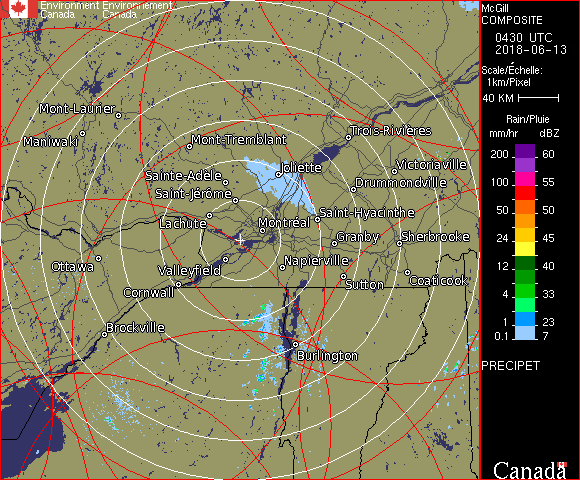 Environment Environnement
Canada Canada
McGill
COMPOSITE
0430 UTC
2018-06-13
Scale/Échelle:
1km/Pixel
40 KM
Rain/Pluie
mm/hr dBZ
200 60
100 55
50 50
24 45
12 40
4 33
1 23
0.1 7
PRECIPET
Canada
Mont-Laurier
Maniwaki
Mont-Tremblant
Trois-Rivières
Joliette
Victoriaville
Sainte-Adèle
Drummondville
Saint-Jérôme
Saint-Hyacinthe
Lachute
Montréal
Granby
Sherbrooke
Ottawa
Valleyfield
Napierville
Cornwall
Sutton
Coaticook
Brockville
Burlington